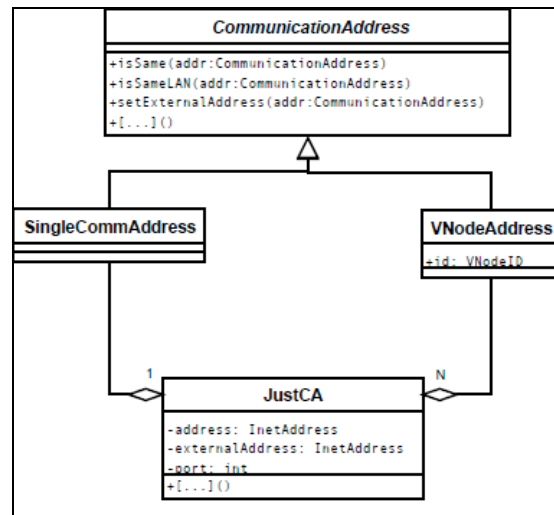 CommunicationAddress
+isSame(addr:CommunicationAddress)
+isSameLAN(addr:CommunicationAddress)
+setExternalAddress(addr:CommunicationAddress)
+[...]()
SingleCommAddress
VNodeAddress
+id: VNodeID
1
N
JustCA
-address: InetAddress
-externalAddress: InetAddress
-port: int
+[...]()